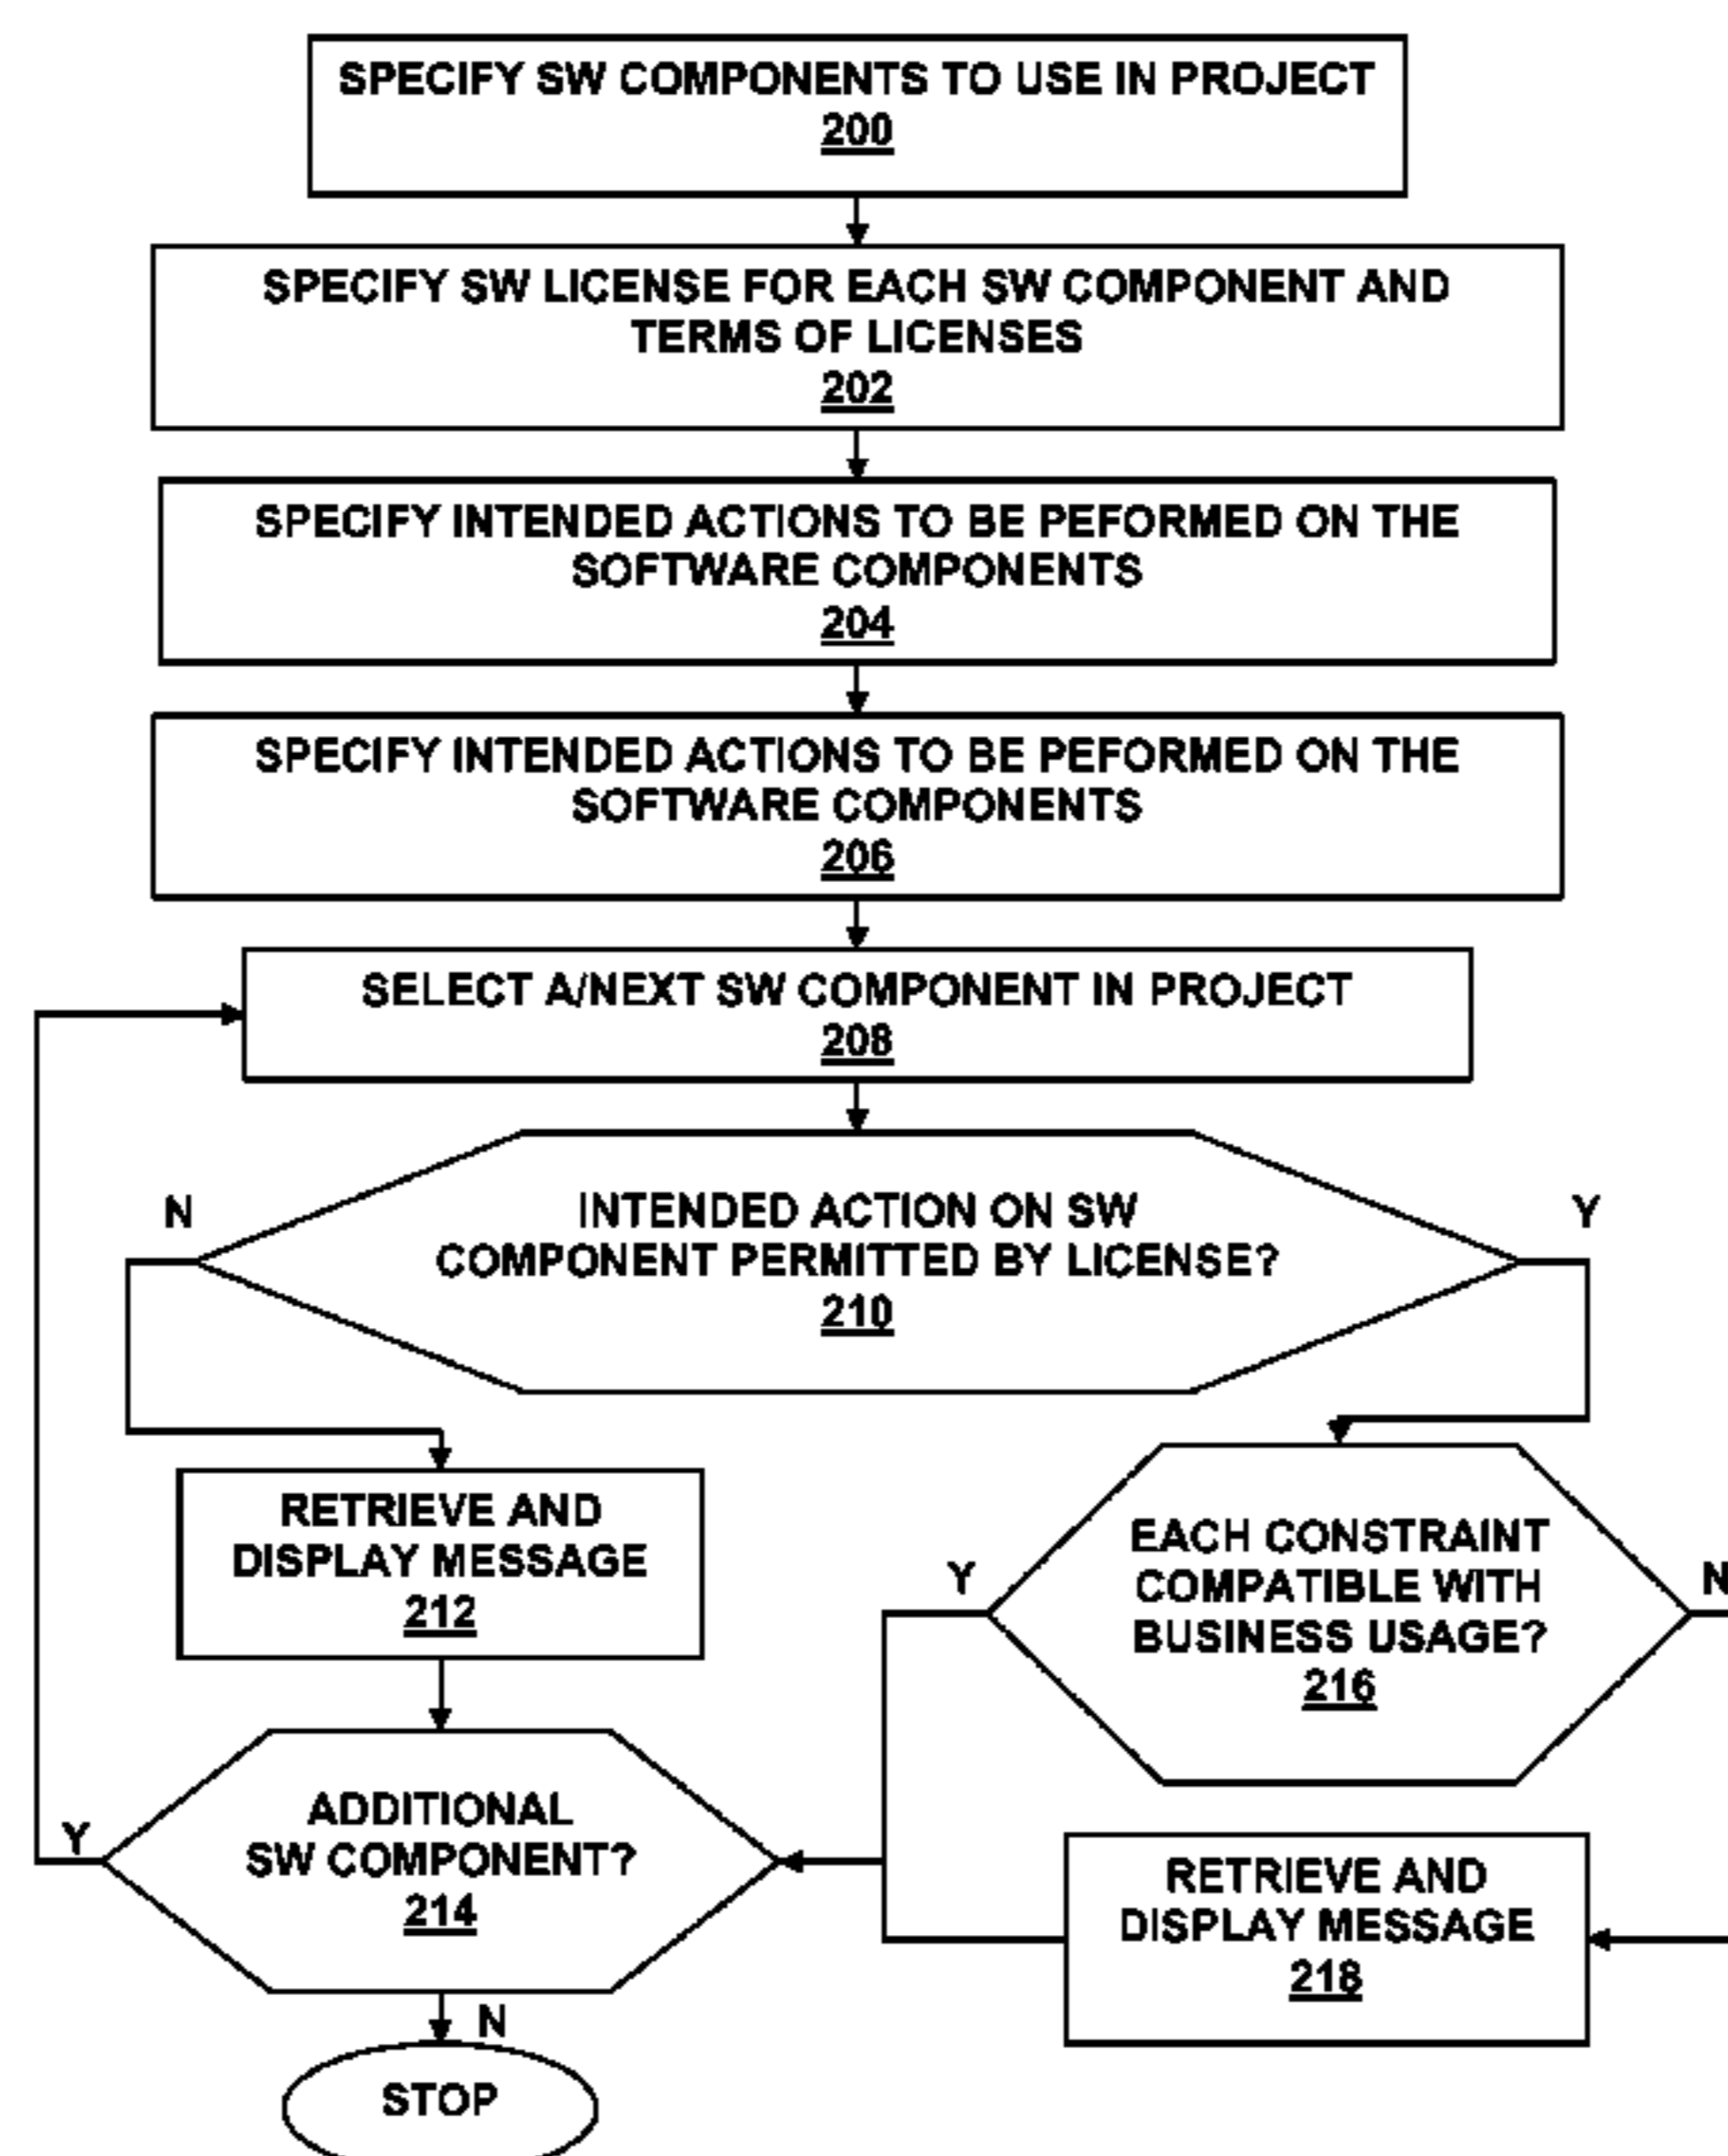 SPECIFY SW COMPONENTS TO USE IN PROJECT
200
SPECIFY SW LICENSE FOR EACH SW COMPONENT AND
TERMS OF LICENSES
202
SPECIFY INTENDED ACTIONS TO BE PEFORMED ON THE
SOFTWARE COMPONENTS
204
SPECIFY INTENDED ACTIONS TO BE PEFORMED ON THE
SOFTWARE COMPONENTS
206
SELECT A/NEXT SW COMPONENT IN PROJECT
208
N
Y
INTENDED ACTION ON SW
COMPONENT PERMITTED BY LICENSE?
210
RETRIEVE AND
DISPLAY MESSAGE
212
Y
N
EACH CONSTRAINT
COMPATIBLE WITH
BUSINESS USAGE?
216
Y
ADDITIONAL
SW COMPONENT?
214
RETRIEVE AND
DISPLAY MESSAGE
218
N
STOP